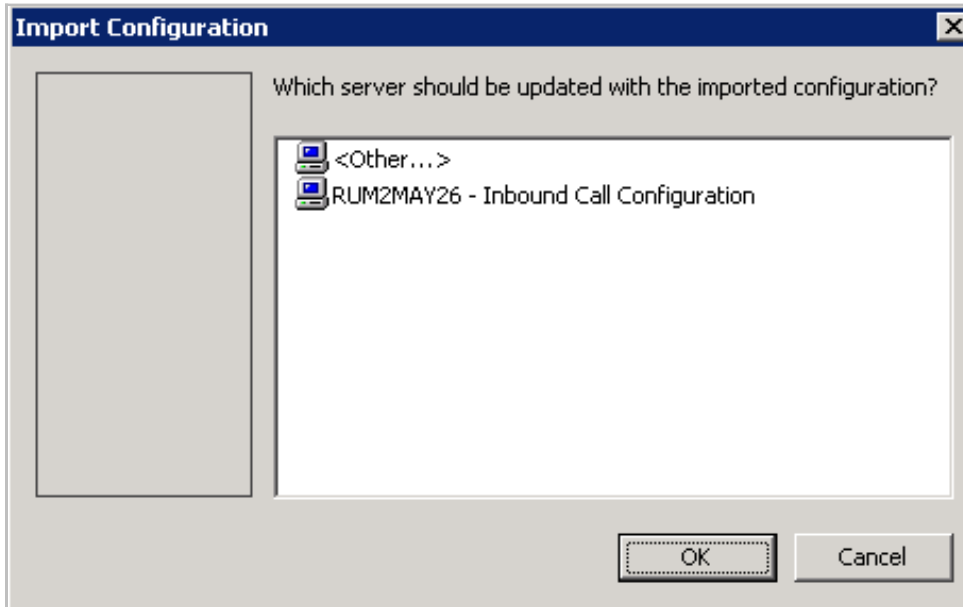 Import Configuration
Which server should be updated with the imported configuration?
<Other...>
RUM2MAY26 - Inbound Call Configuration
OK
Cancel